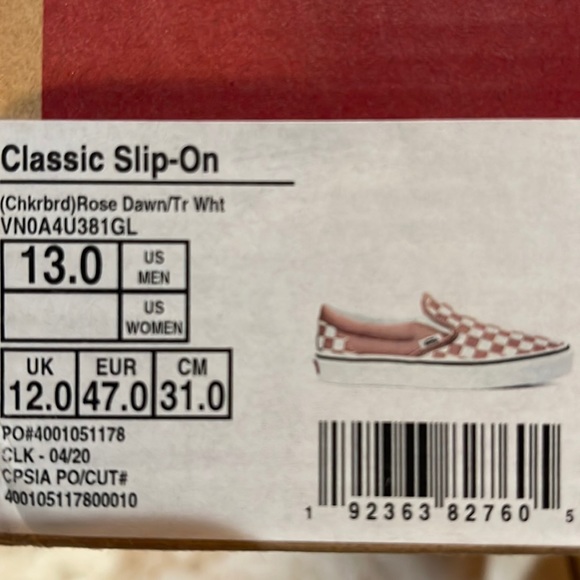 Classic Slip-On
(Chkrbrd)Rose Dawn/Tr Wht
VN0A4U381GL
13.0 US MEN
US WOMEN
UK EUR CM
12.0 47.0 31.0
PO#4001051178
CLK - 04/20
CPSIA PO/CUT#
400105117800010
1 92363 82760 5